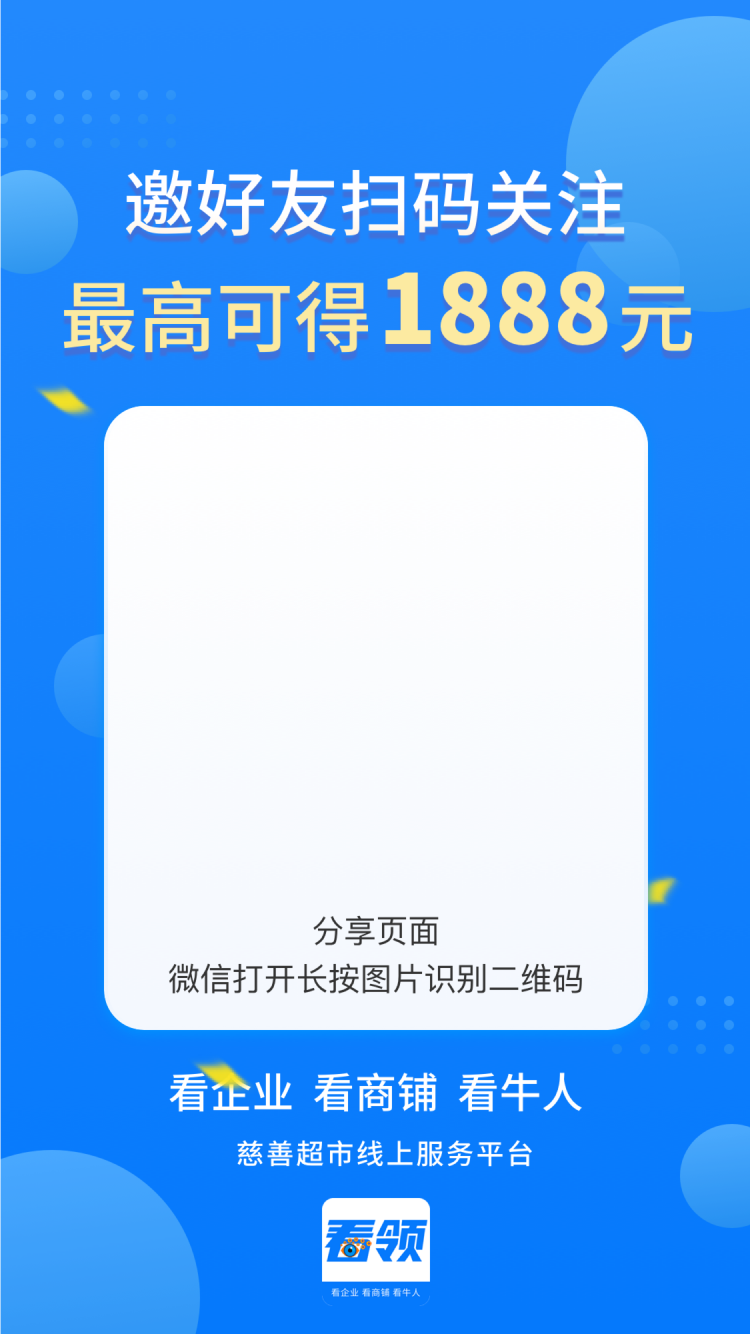 邀好友扫码关注
最高可得1888元
分享页面
微信打开长按图片识别二维码
看企业 看商铺 看牛人
慈善超市线上服务平台
看领
看企业 看商铺 看牛人